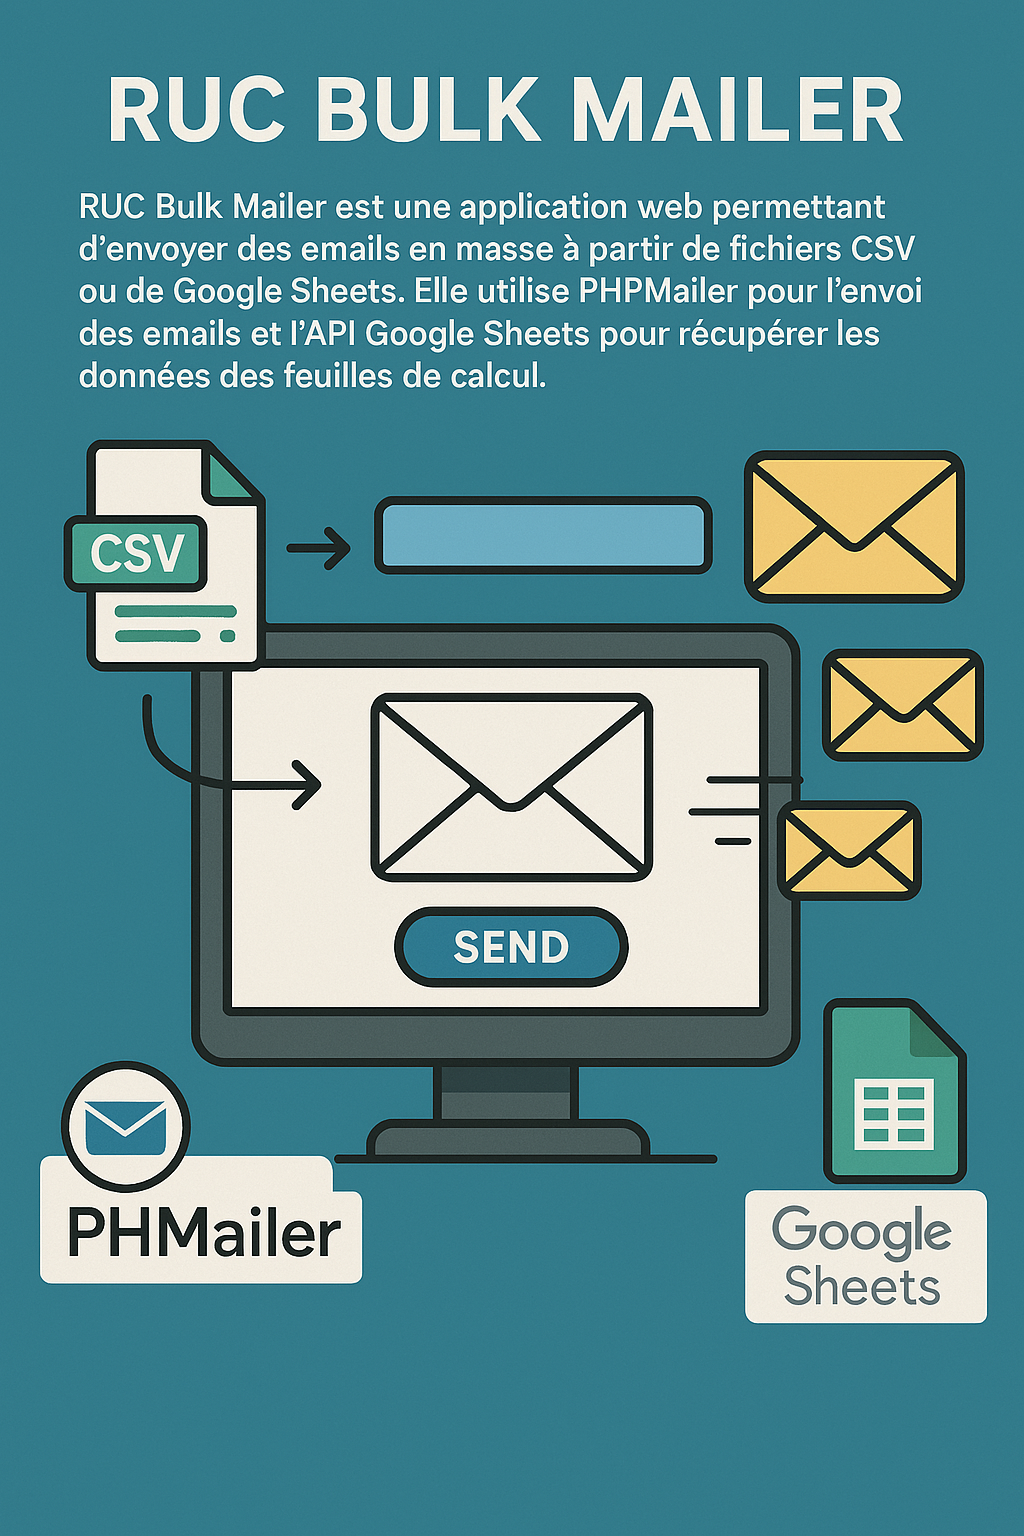 RUC BULK MAILER
RUC Bulk Mailer est une application web permettant
d’envoyer des emails en masse à partir de fichiers CSV
ou de Google Sheets. Elle utilise PHPMailer pour l’envoi
des emails et l’API Google Sheets pour récupérer les
données des feuilles de calcul.
CSV
SEND
PHMailer
Google
Sheets